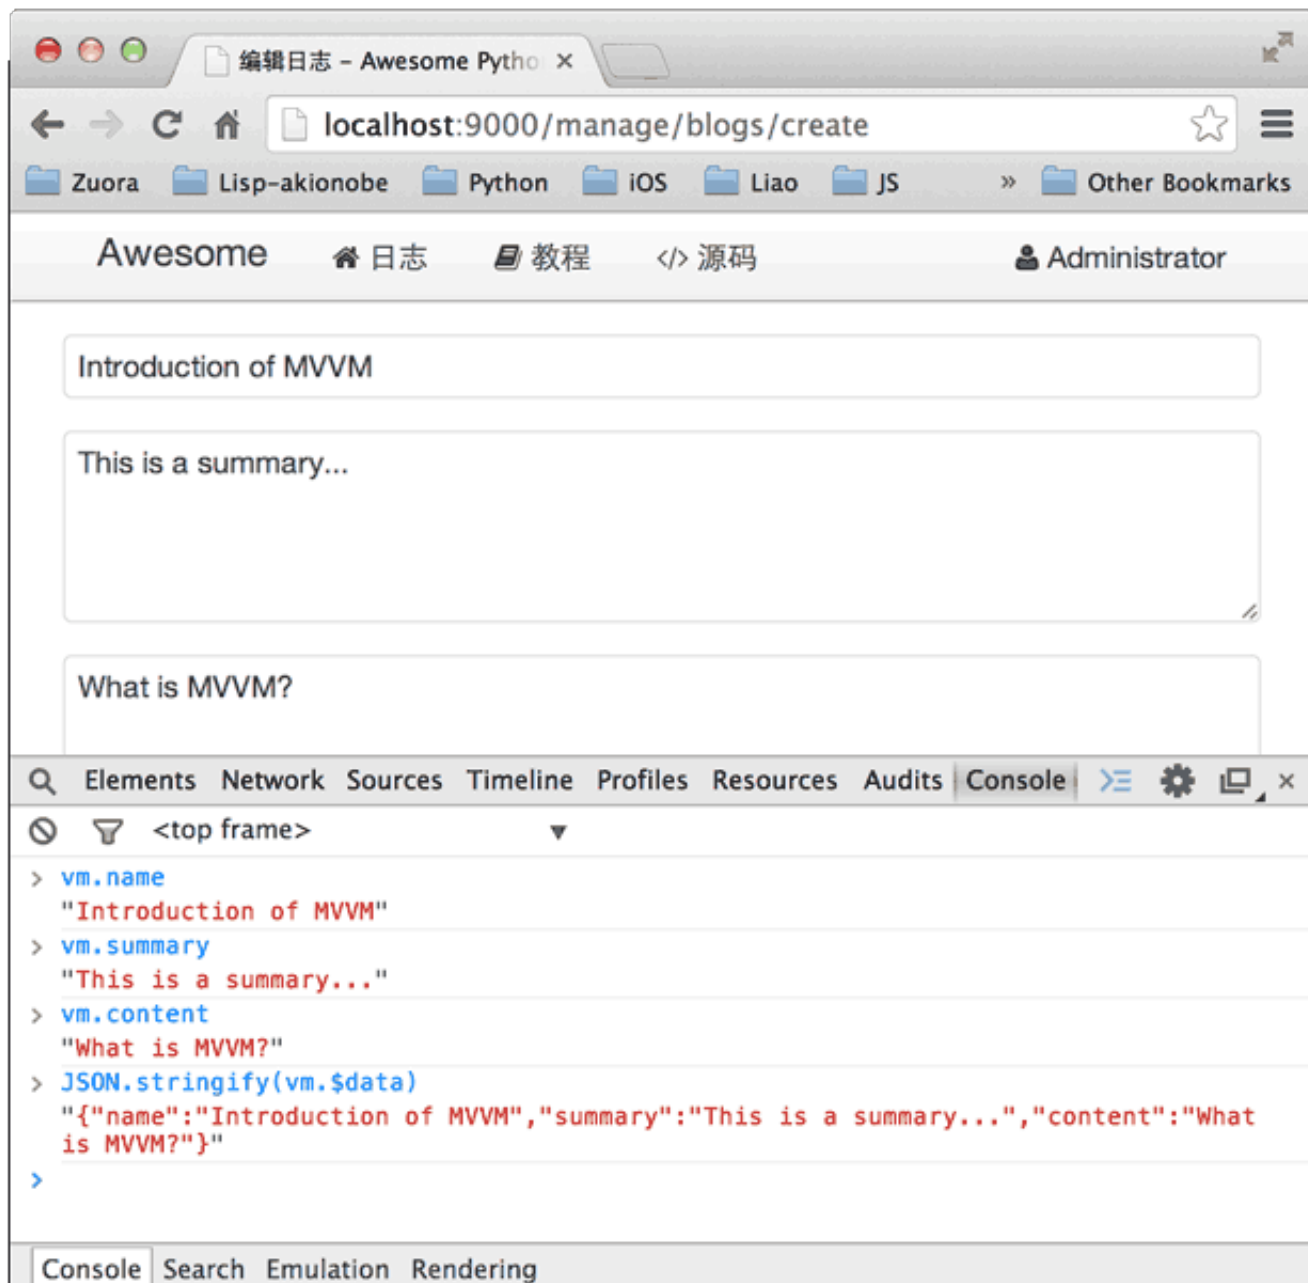 编辑日志 – Awesome Pytho
localhost:9000/manage/blogs/create
Zuora Lisp-akionobe Python iOS Liao JS » Other Bookmarks
Awesome 日志 教程 </> 源码 Administrator
Introduction of MVVM
This is a summary...
What is MVVM?
Elements Network Sources Timeline Profiles Resources Audits Console
<top frame>
> vm.name
"Introduction of MVVM"
> vm.summary
"This is a summary..."
> vm.content
"What is MVVM?"
> JSON.stringify(vm.$data)
"{"name":"Introduction of MVVM","summary":"This is a summary...","content":"What
is MVVM?"}"
>
Console Search Emulation Rendering